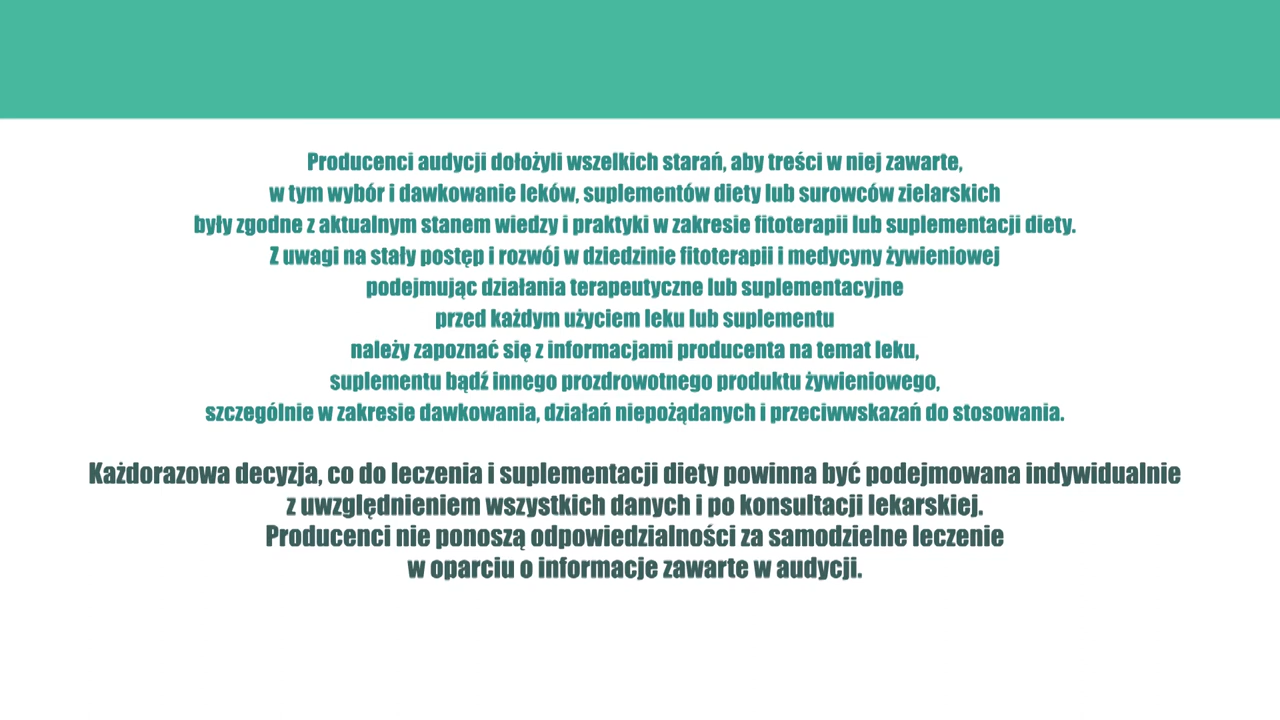 Producenci audycji dołożyli wszelkich starań, aby treści w niej zawarte,
w tym wybór i dawkowanie leków, suplementów diety lub surowców zielarskich
były zgodne z aktualnym stanem wiedzy i praktyki w zakresie fitoterapii lub suplementacji diety.
Z uwagi na stały postęp i rozwój w dziedzinie fitoterapii i medycyny żywieniowej
podejmując działania terapeutyczne lub suplementacyjne
przed każdym użyciem leku lub suplementu
należy zapoznać się z informacjami producenta na temat leku,
suplementu bądź innego prozdrowotnego produktu żywieniowego,
szczególnie w zakresie dawkowania, działań niepożądanych i przeciwwskazań do stosowania.
Każdorazowa decyzja, co do leczenia i suplementacji diety powinna być podejmowana indywidualnie
z uwzględnieniem wszystkich danych i po konsultacji lekarskiej.
Producenci nie ponoszą odpowiedzialności za samodzielne leczenie
w oparciu o informacje zawarte w audycji.